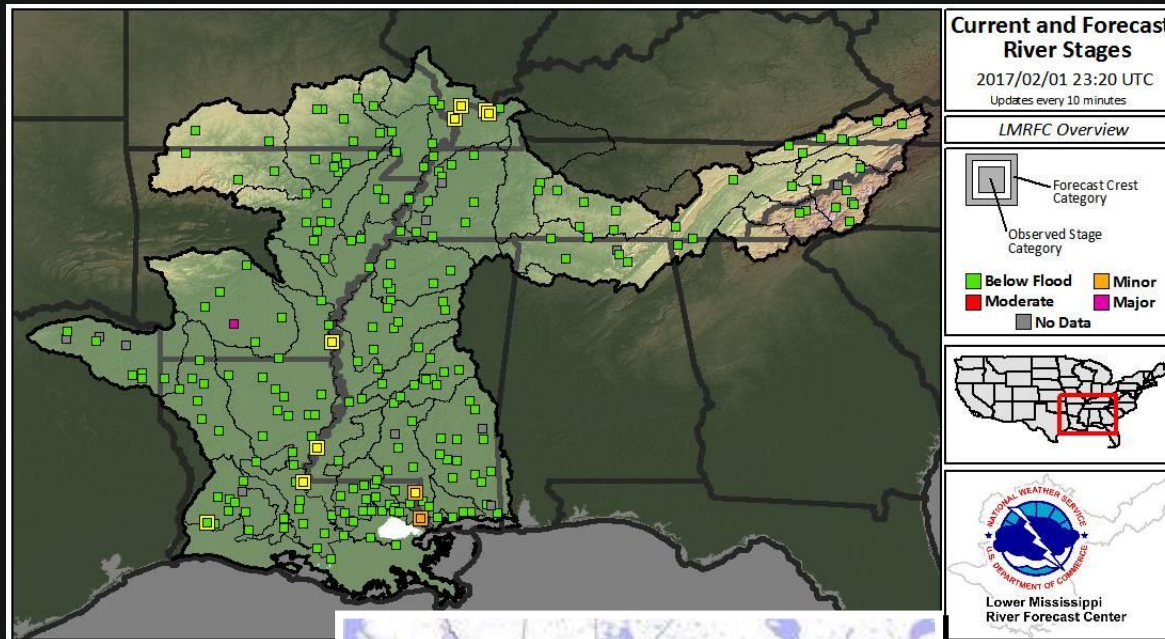 Current and Forecast
River Stages
2017/02/01 23:20 UTC
Updates every 10 minutes
LMRFC Overview
Forecast Crest
Category
Observed Stage
Category
Below Flood
Minor
Moderate
Major
No Data
NATIONAL WEATHER SERVICE
U.S. DEPARTMENT OF COMMERCE
Lower Mississippi
River Forecast Center